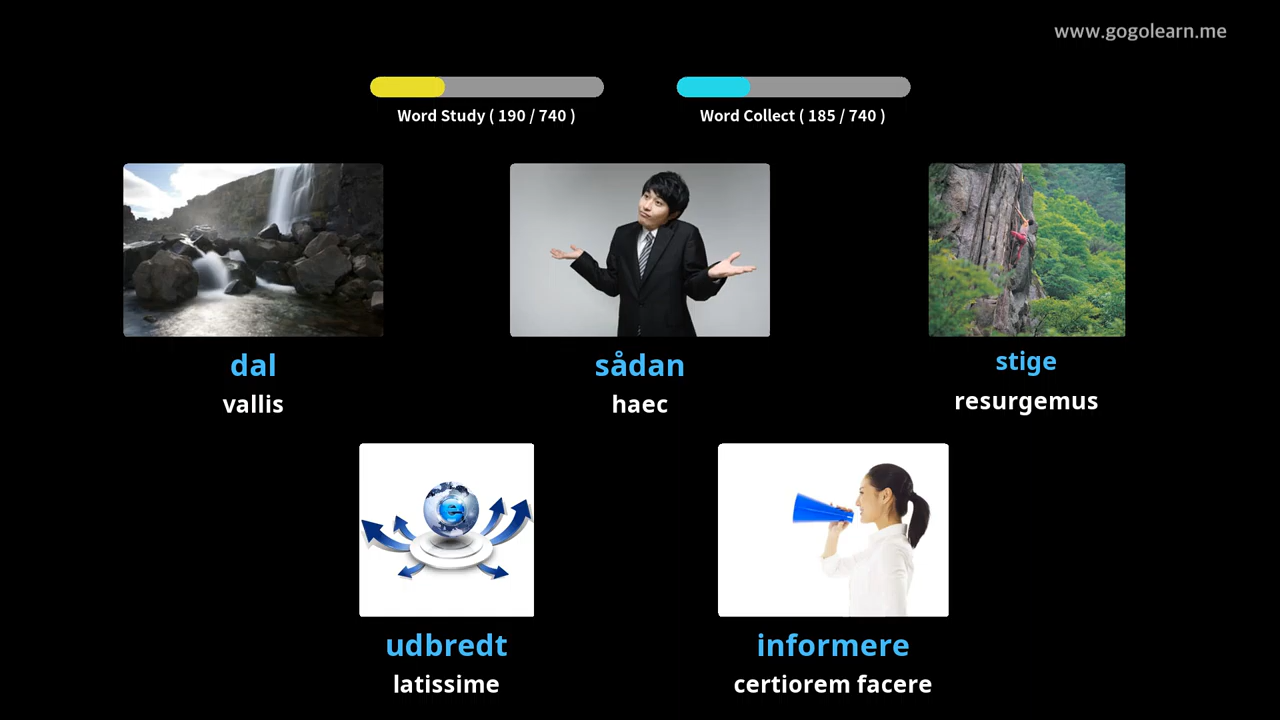 www.gogolearn.me
Word Study ( 190 / 740 )
Word Collect ( 185 / 740 )
dal
vallis
sådan
haec
stige
resurgemus
e
udbredt
latissime
informere
certiorem facere